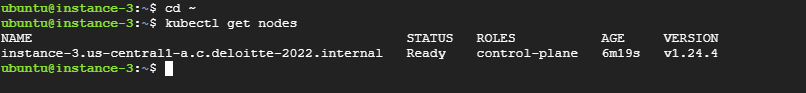 ubuntu@instance-3:~$ cd ~
ubuntu@instance-3:~$ kubectl get nodes
NAME STATUS ROLES AGE VERSION
instance-3.us-central1-a.c.deloitte-2022.internal Ready control-plane 6m19s v1.24.4
ubuntu@instance-3:~$